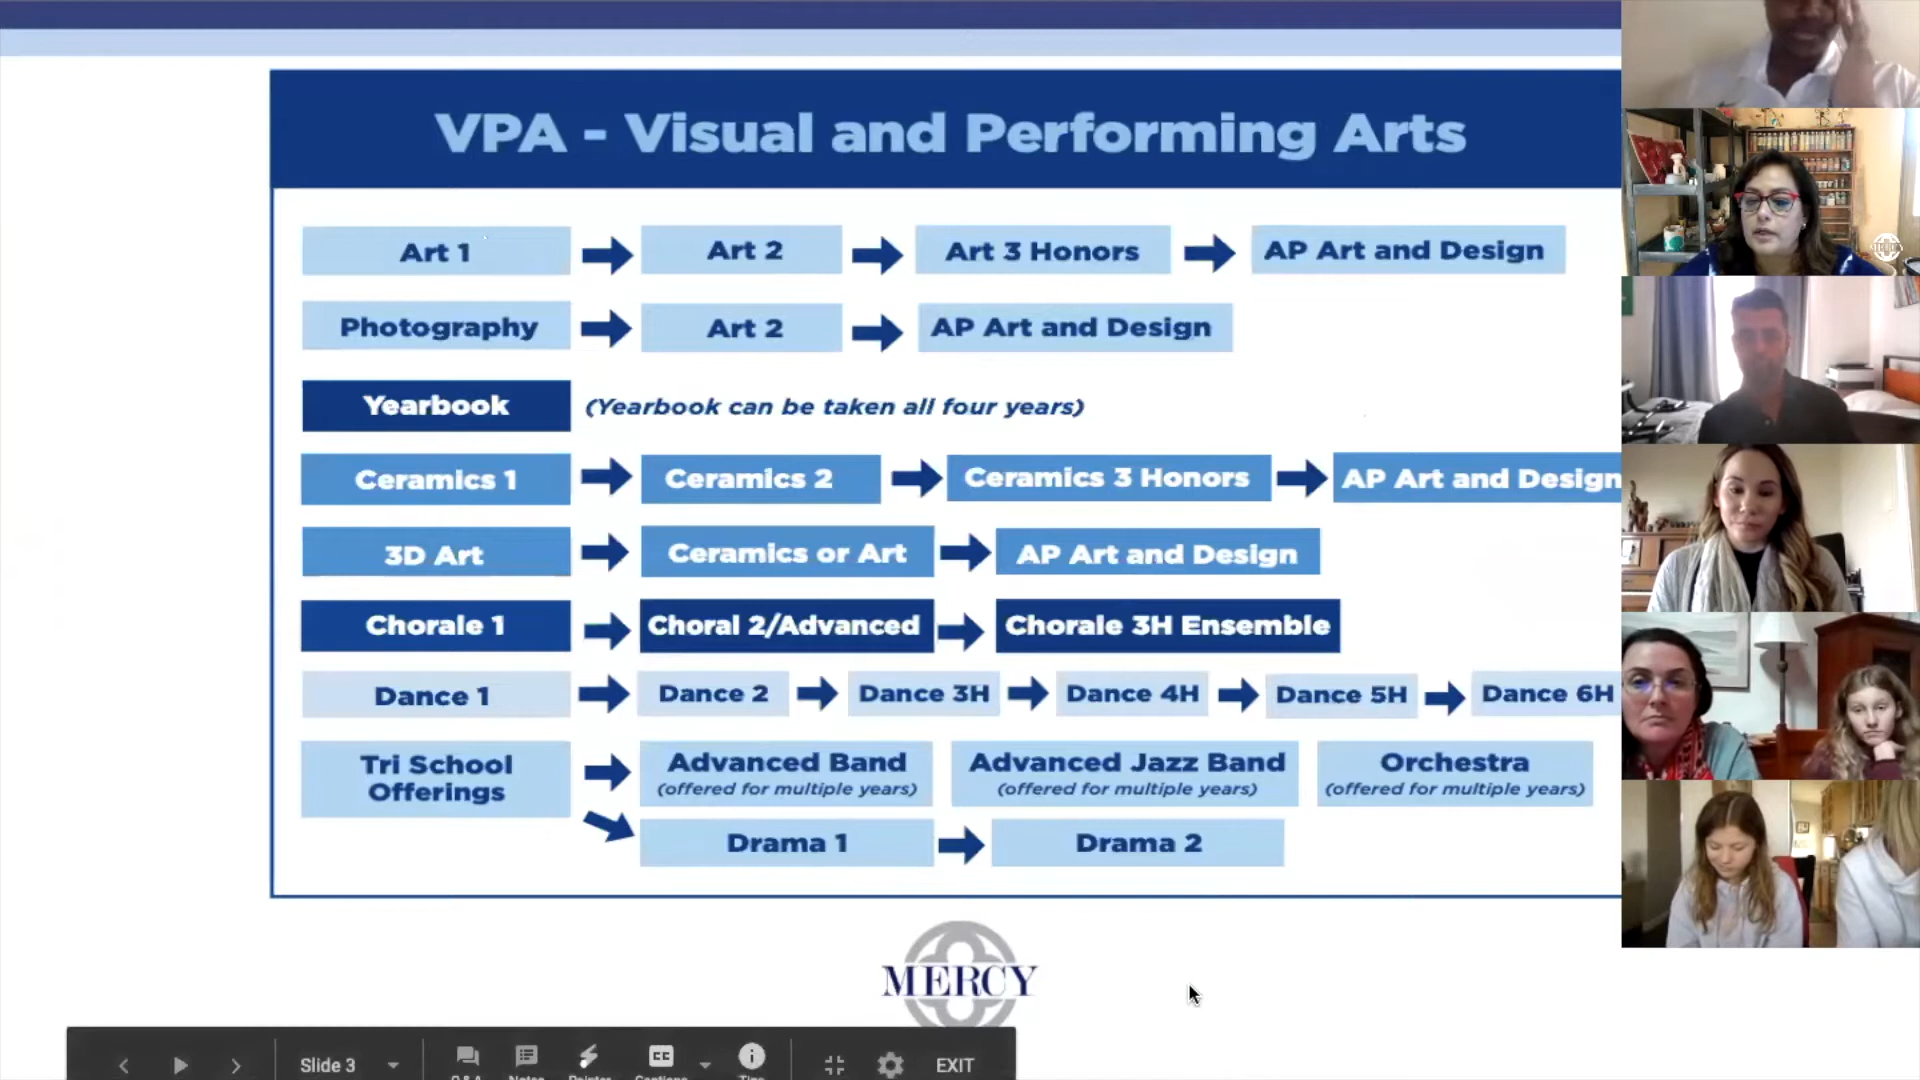 VPA - Visual and Performing Arts
Art 1
Art 2
Art 3 Honors
AP Art and Design
Photography
Art 2
AP Art and Design
Yearbook
(Yearbook can be taken all four years)
Ceramics 1
Ceramics 2
Ceramics 3 Honors
AP Art and Design
3D Art
Ceramics or Art
AP Art and Design
Chorale 1
Choral 2/Advanced
Chorale 3H Ensemble
Dance 1
Dance 2
Dance 3H
Dance 4H
Dance 5H
Dance 6H
Tri School
Offerings
Advanced Band
(offered for multiple years)
Advanced Jazz Band
(offered for multiple years)
Orchestra
(offered for multiple years)
Drama 1
Drama 2
MERCY
Slide 3
CC
EXIT